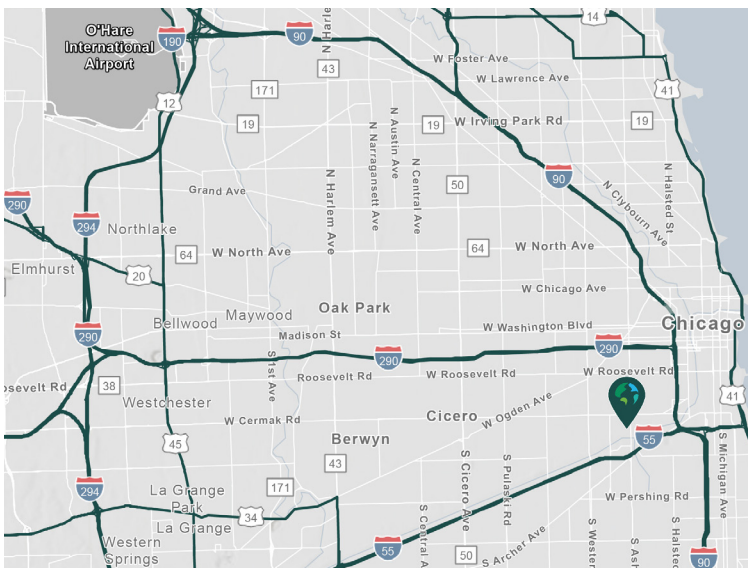 O'Hare
International
Airport
190
90
N Harl
14
43
W Foster Ave
W Lawrence Ave
171
12
41
19
19
W Irving Park Rd
19
N Austin Ave
N Narragansett Ave
N Central Ave
N Harlem Ave
50
90
N Clybourn Ave
N Halsted St
Grand Ave
290
294
Northlake
64
W North Ave
64
W North Ave
Elmhurst
20
W Chicago Ave
Oak Park
Maywood
Bellwood
Madison St
W Washington Blvd
Chicago
290
290
290
S 1st Ave
osevelt Rd
Roosevelt Rd
W Roosevelt Rd
W Roosevelt Rd
38
Westchester
41
W Cermak Rd
Cicero
W Ogden Ave
Berwyn
45
55
43
S Cicero Ave
S Pulaski Rd
S Michigan Ave
294
La Grange
Park
171
W Pershing Rd
34
La Grange
S Central A
S Western
S Ash
S Halsted
Western
Springs
55
50
S Archer Ave
90